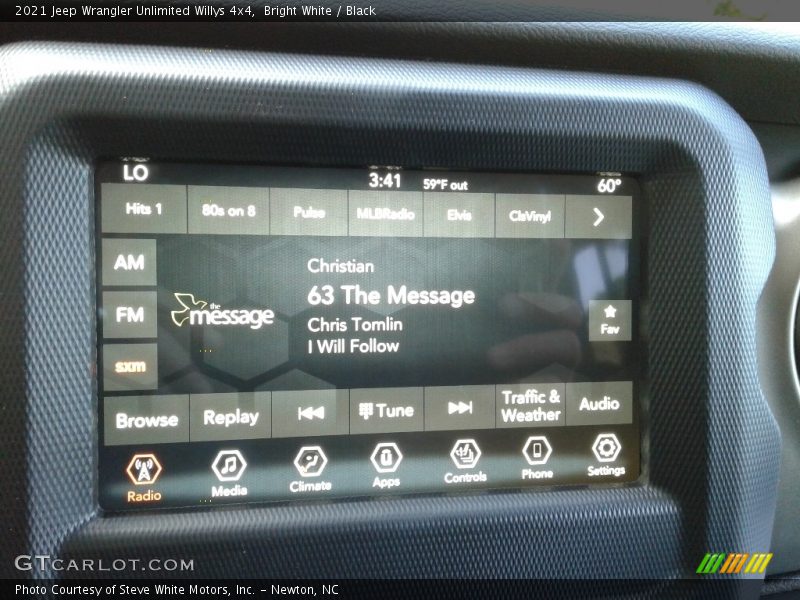 2021 Jeep Wrangler Unlimited Willys 4x4,  Bright White / Black
LO 3:41 59°F out 60°
Hits 1 80s on 8 Pulse MLBRadio Elvis ClsVinyl
AM
FM
sxm
the
message
Christian
63 The Message
Chris Tomlin
I Will Follow
Fav
Browse Replay Tune Traffic & Weather Audio
Radio Media Climate Apps Controls Phone Settings
GTCARLOT.COM
Photo Courtesy of Steve White Motors, Inc. – Newton, NC